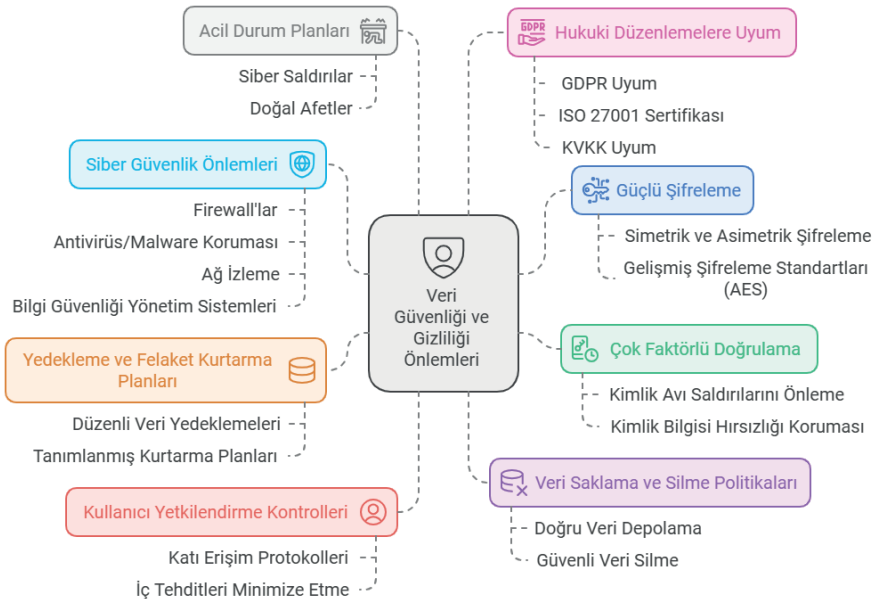 Acil Durum Planları
Siber Saldırılar
Doğal Afetler
Siber Güvenlik Önlemleri
Firewall'lar
Antivirüs/Malware Koruması
Ağ İzleme
Bilgi Güvenliği Yönetim Sistemleri
Yedekleme ve Felaket Kurtarma
Planları
Düzenli Veri Yedeklemeleri
Tanımlanmış Kurtarma Planları
Kullanıcı Yetkilendirme Kontrolleri
Katı Erişim Protokolleri
İç Tehditleri Minimize Etme
Veri
Güvenliği ve
Gizliliği
Önlemleri
GDPR
Hukuki Düzenlemelere Uyum
GDPR Uyum
ISO 27001 Sertifikası
KVKK Uyum
Güçlü Şifreleme
Simetrik ve Asimetrik Şifreleme
Gelişmiş Şifreleme Standartları
(AES)
Çok Faktörlü Doğrulama
Kimlik Avı Saldırılarını Önleme
Kimlik Bilgisi Hırsızlığı Koruması
Veri Saklama ve Silme Politikaları
Doğru Veri Depolama
Güvenli Veri Silme